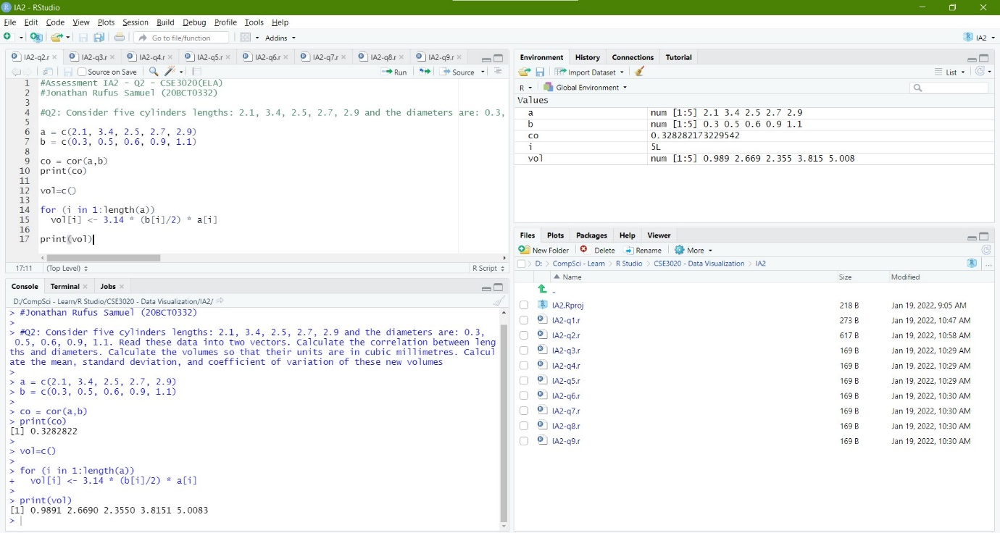 IA2 - RStudio
File Edit Code View Plots Session Build Debug Profile Tools Help
Go to file/function Addins IA2
IA2-q2.r IA2-q3.r IA2-q4.r IA2-q5.r IA2-q6.r IA2-q7.r IA2-q8.r IA2-q9.r
Source on Save Run Source
1 #Assessment IA2 - Q2 - CSE3020(ELA)
2 #Jonathan Rufus Samuel (20BCT0332)
3
4 #Q2: Consider five cylinders lengths: 2.1, 3.4, 2.5, 2.7, 2.9 and the diameters are: 0.3,
5
6 a = c(2.1, 3.4, 2.5, 2.7, 2.9)
7 b = c(0.3, 0.5, 0.6, 0.9, 1.1)
8
9 co = cor(a,b)
10 print(co)
11
12 vol=c()
13
14 for (i in 1:length(a))
15 vol[i] <- 3.14 * (b[i]/2) * a[i]
16
17 print(vol)
17:11 (Top Level) R Script
Console Terminal Jobs
D:/CompSci - Learn/R Studio/CSE3020 - Data Visualization/IA2/
> #Jonathan Rufus Samuel (20BCT0332)
>
> #Q2: Consider five cylinders lengths: 2.1, 3.4, 2.5, 2.7, 2.9 and the diameters are: 0.3,
0.5, 0.6, 0.9, 1.1. Read these data into two vectors. Calculate the correlation between leng
ths and diameters. Calculate the volumes so that their units are in cubic millimetres. Calcul
ate the mean, standard deviation, and coefficient of variation of these new volumes
>
> a = c(2.1, 3.4, 2.5, 2.7, 2.9)
> b = c(0.3, 0.5, 0.6, 0.9, 1.1)
>
> co = cor(a,b)
> print(co)
[1] 0.3282822
>
> vol=c()
>
> for (i in 1:length(a))
+ vol[i] <- 3.14 * (b[i]/2) * a[i]
>
> print(vol)
[1] 0.9891 2.6690 2.3550 3.8151 5.0083
>
Environment History Connections Tutorial
Import Dataset List
R Global Environment
Values
a num [1:5] 2.1 3.4 2.5 2.7 2.9
b num [1:5] 0.3 0.5 0.6 0.9 1.1
co 0.328282173229542
i 5L
vol num [1:5] 0.989 2.669 2.355 3.815 5.008
Files Plots Packages Help Viewer
New Folder Delete Rename More
D: CompSci - Learn R Studio CSE3020 - Data Visualization IA2 ...
Name Size Modified
..
IA2.Rproj 218 B Jan 19, 2022, 9:05 AM
IA2-q1.r 273 B Jan 19, 2022, 10:47 AM
IA2-q2.r 617 B Jan 19, 2022, 10:58 AM
IA2-q3.r 169 B Jan 19, 2022, 10:29 AM
IA2-q4.r 169 B Jan 19, 2022, 10:29 AM
IA2-q5.r 169 B Jan 19, 2022, 10:29 AM
IA2-q6.r 169 B Jan 19, 2022, 10:30 AM
IA2-q7.r 169 B Jan 19, 2022, 10:30 AM
IA2-q8.r 169 B Jan 19, 2022, 10:30 AM
IA2-q9.r 169 B Jan 19, 2022, 10:30 AM